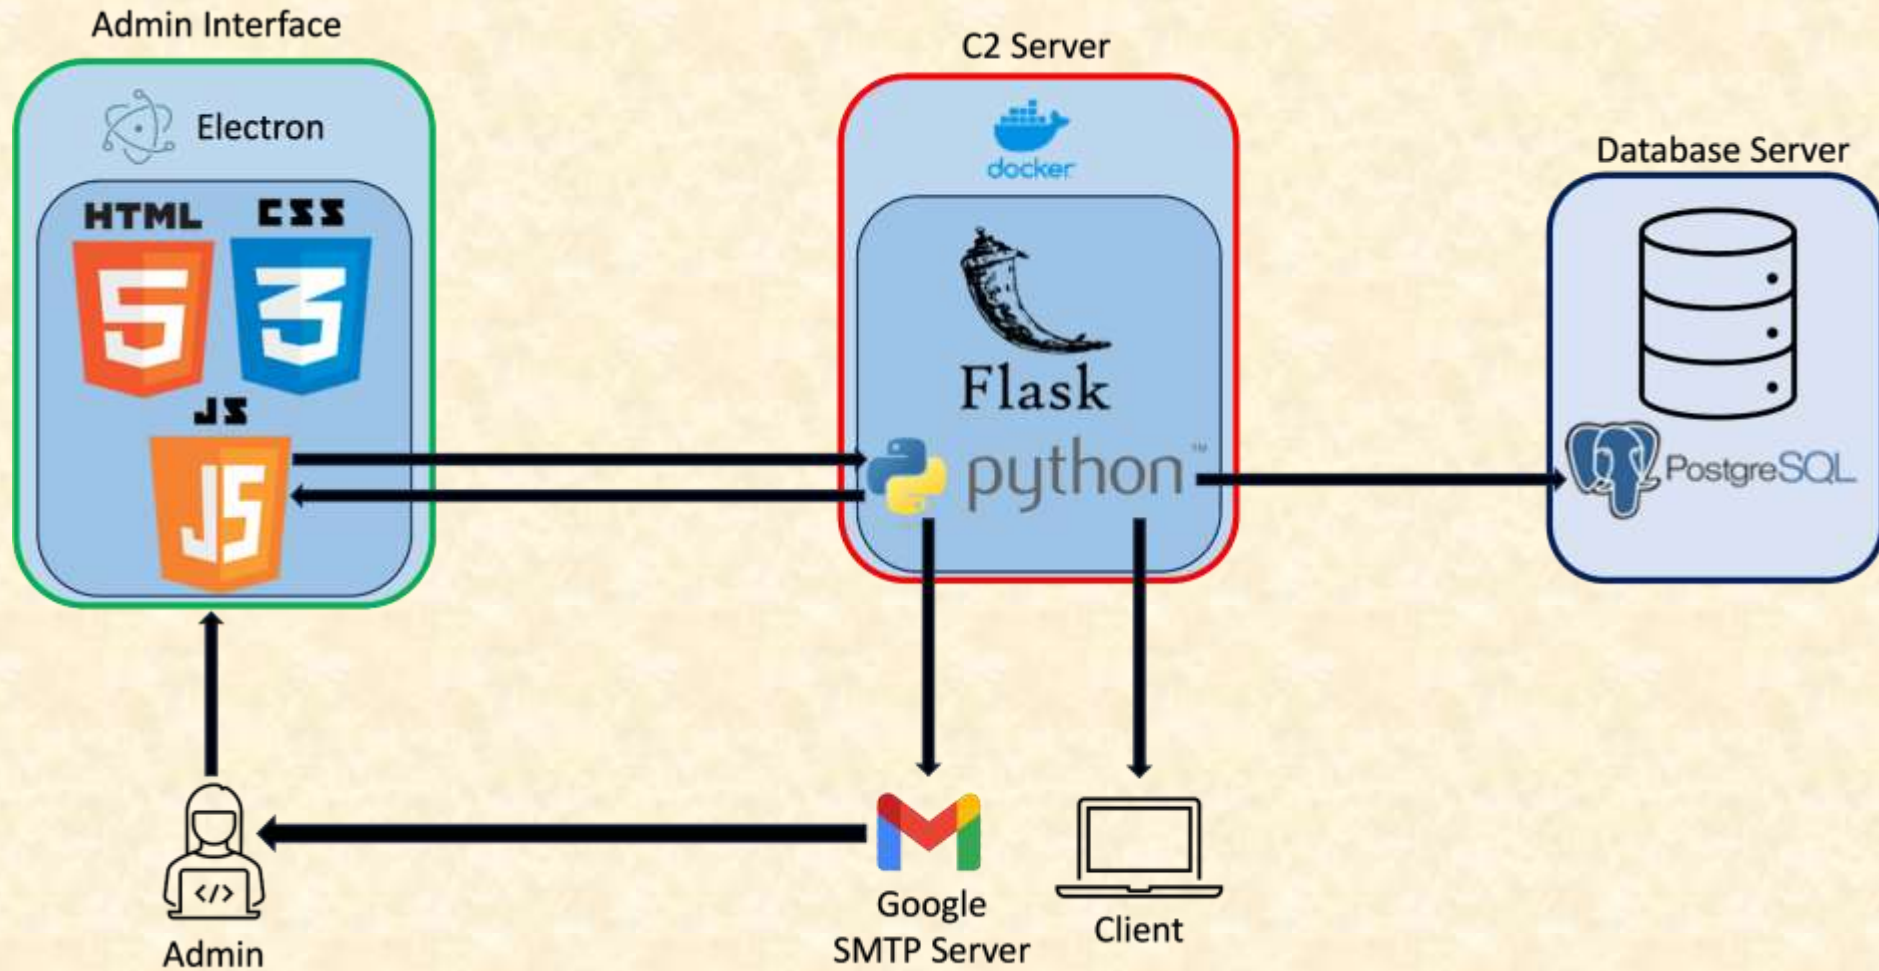 Admin Interface
C2 Server
Electron
docker
Database Server
HTML CSS
5 3
Flask
JS
JS
python™
PostgreSQL
</>
Admin
Google
SMTP Server
Client